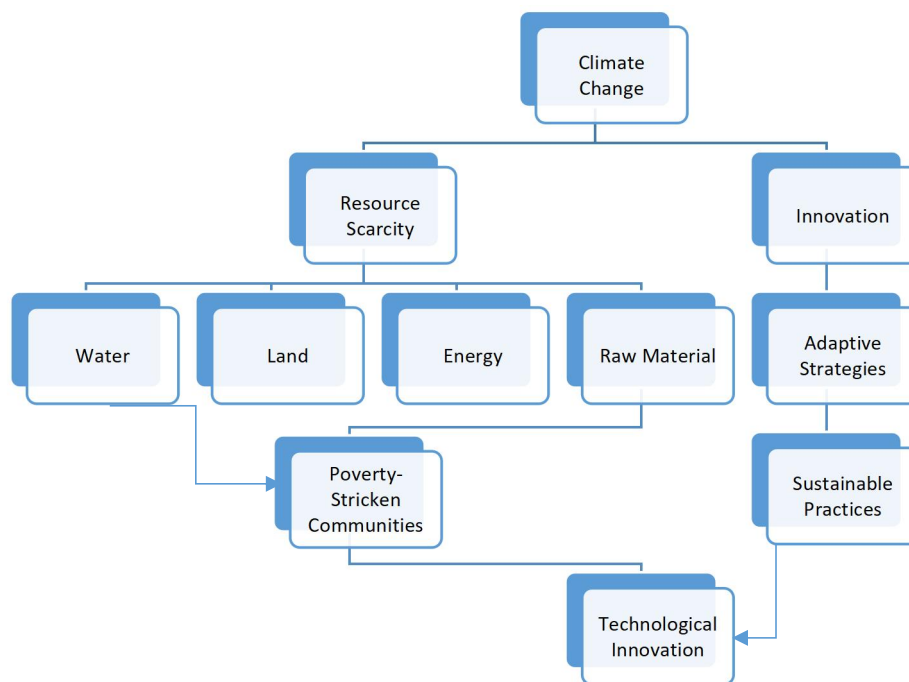 Climate
Change
Resource
Scarcity
Innovation
Water
Land
Energy
Raw Material
Adaptive
Strategies
Poverty-
Stricken
Communities
Sustainable
Practices
Technological
Innovation